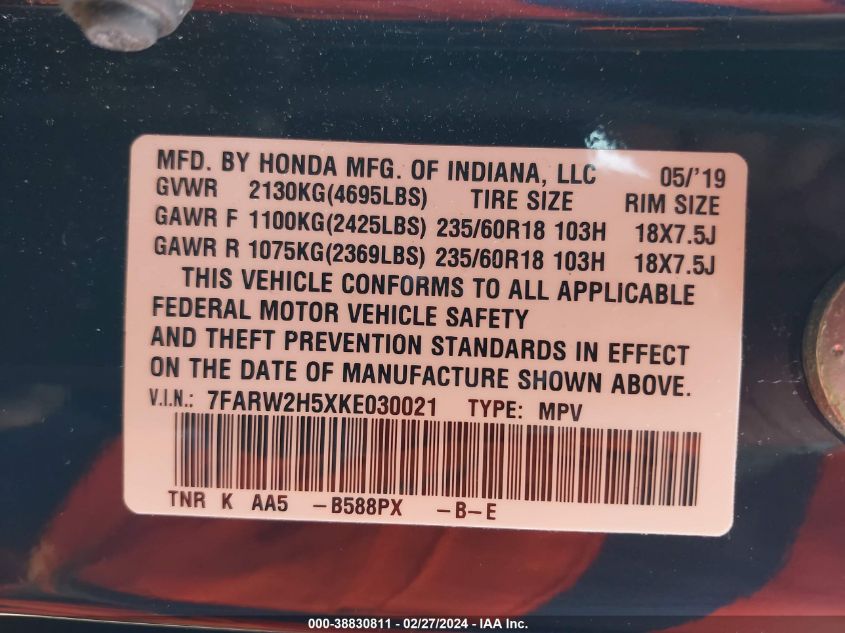 MFD. BY HONDA MFG. OF INDIANA, LLC 05/'19
GVWR 2130KG(4695LBS) TIRE SIZE RIM SIZE
GAWR F 1100KG(2425LBS) 235/60R18 103H 18X7.5J
GAWR R 1075KG(2369LBS) 235/60R18 103H 18X7.5J
THIS VEHICLE CONFORMS TO ALL APPLICABLE
FEDERAL MOTOR VEHICLE SAFETY
AND THEFT PREVENTION STANDARDS IN EFFECT
ON THE DATE OF MANUFACTURE SHOWN ABOVE.
V.I.N.: 7FARW2H5XKE030021 TYPE: MPV
TNR K AA5 -B588PX -B-E
000-38830811 - 02/27/2024 - IAA Inc.